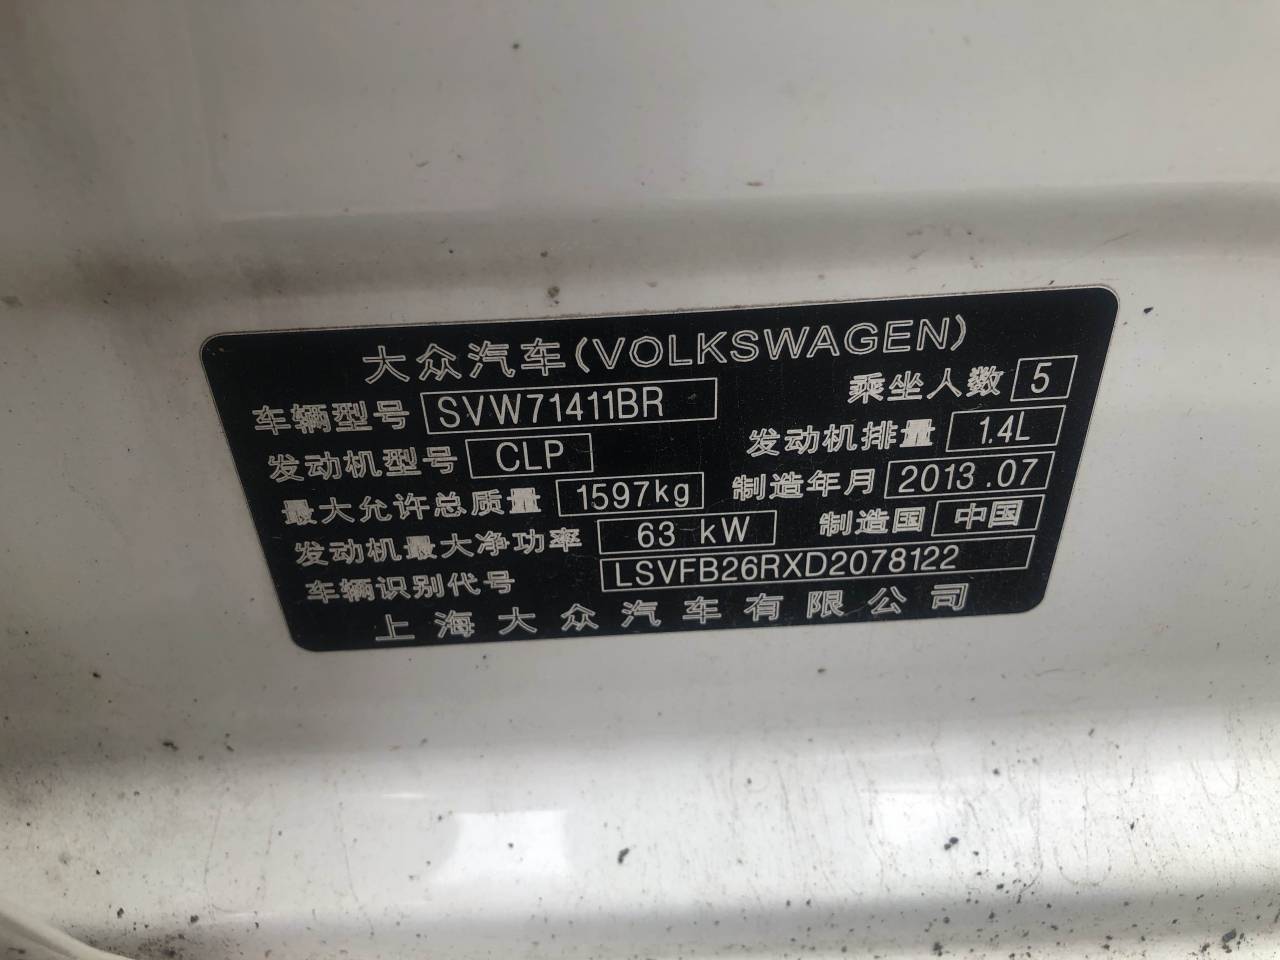 大众汽车(VOLKSWAGEN)
车辆型号 SVW71411BR 乘坐人数 5
发动机型号 CLP 发动机排量 1.4L
最大允许总质量 1597kg 制造年月 2013.07
发动机最大净功率 63 kW 制造国 中国
车辆识别代号 LSVFB26RXD2078122
上海大众汽车有限公司